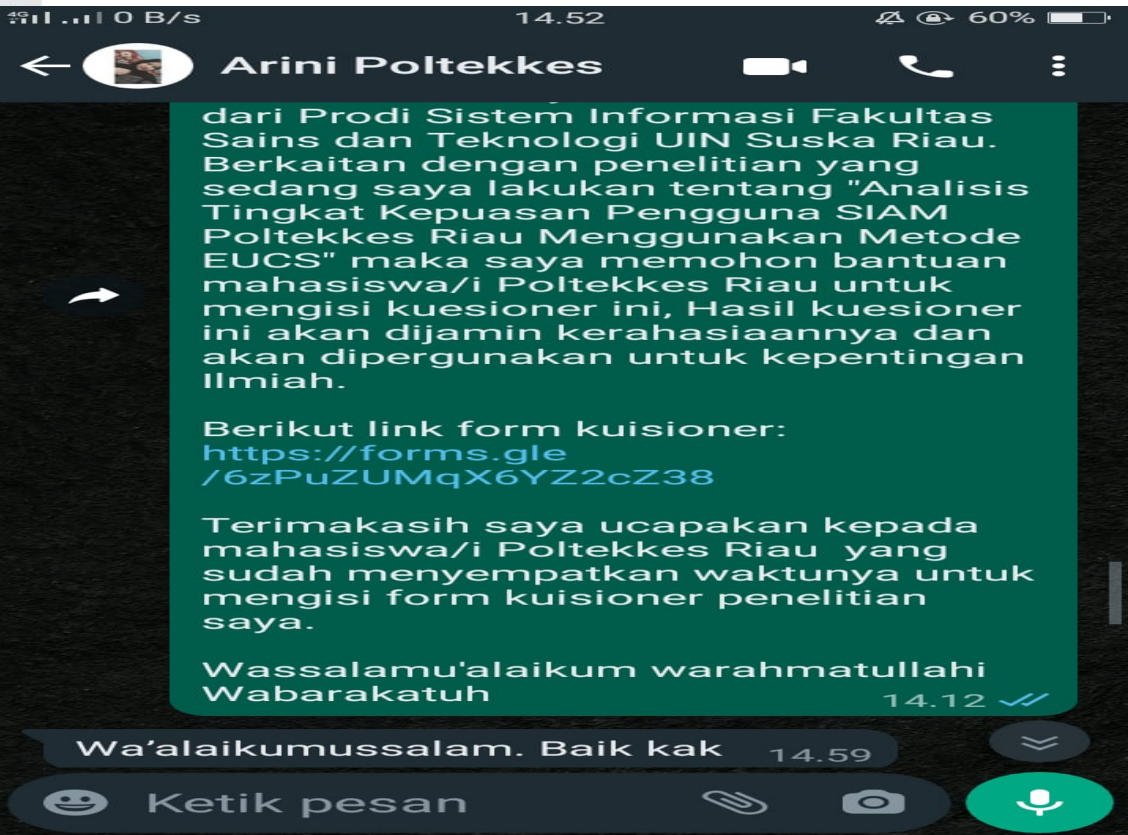 4G 0 B/s 14.52 60%
Arini Poltekkes
dari Prodi Sistem Informasi Fakultas
Sains dan Teknologi UIN Suska Riau.
Berkaitan dengan penelitian yang
sedang saya lakukan tentang "Analisis
Tingkat Kepuasan Pengguna SIAM
Poltekkes Riau Menggunakan Metode
EUCS" maka saya memohon bantuan
mahasiswa/i Poltekkes Riau untuk
mengisi kuesioner ini, Hasil kuesioner
ini akan dijamin kerahasiaannya dan
akan dipergunakan untuk kepentingan
Ilmiah.
Berikut link form kuisioner:
https://forms.gle
/6zPuZUMqX6YZ2cZ38
Terimakasih saya ucapakan kepada
mahasiswa/i Poltekkes Riau  yang
sudah menyempatkan waktunya untuk
mengisi form kuisioner penelitian
saya.
Wassalamu'alaikum warahmatullahi
Wabarakatuh
14.12
Wa’alaikumussalam. Baik kak 14.59
Ketik pesan